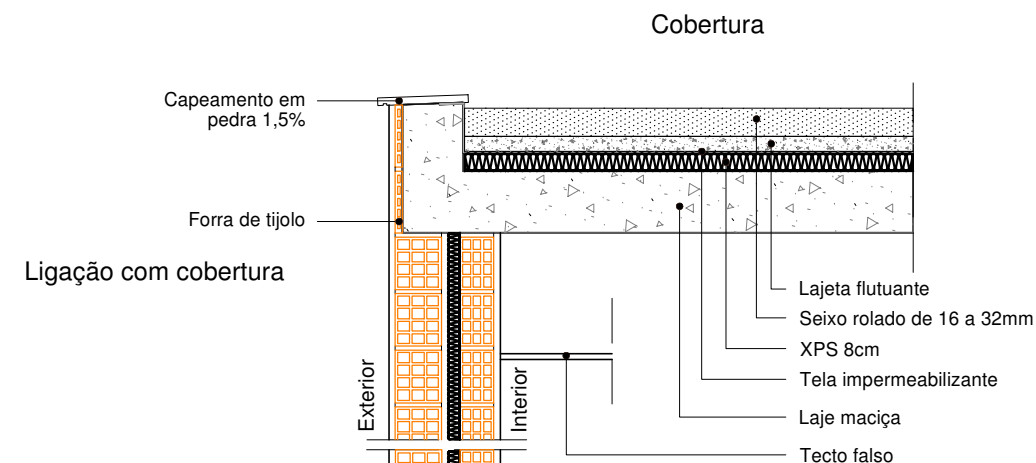 Cobertura
Capeamento em
pedra 1,5%
Forra de tijolo
Ligação com cobertura
Lajeta flutuante
Seixo rolado de 16 a 32mm
XPS 8cm
Tela impermeabilizante
Laje maciça
Tecto falso
Exterior
Interior